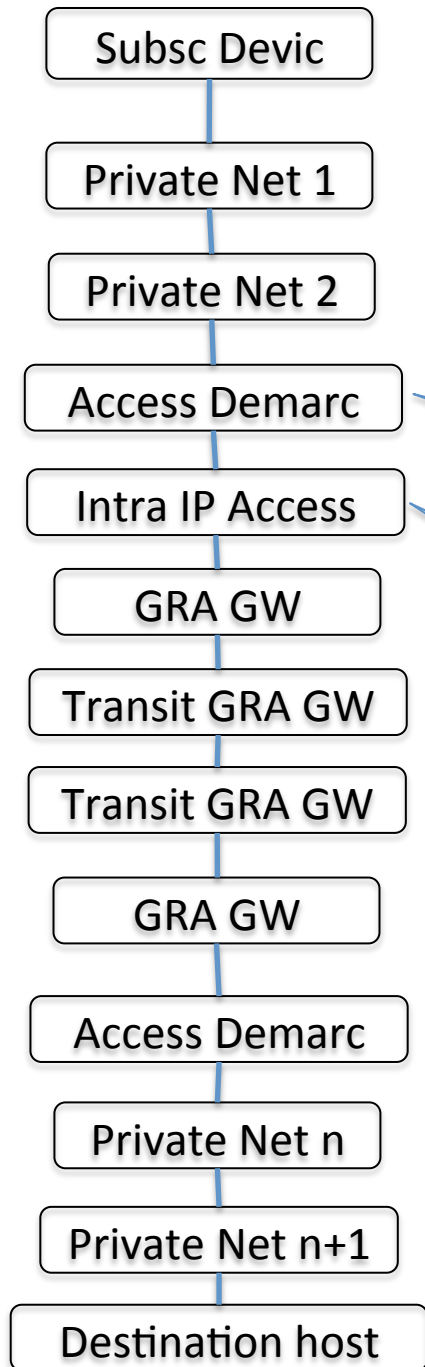 Subsc Devic
Private Net 1
Private Net 2
Access Demarc
Intra IP Access
GRA GW
Transit GRA GW
Transit GRA GW
GRA GW
Access Demarc
Private Net n
Private Net n+1
Destination host